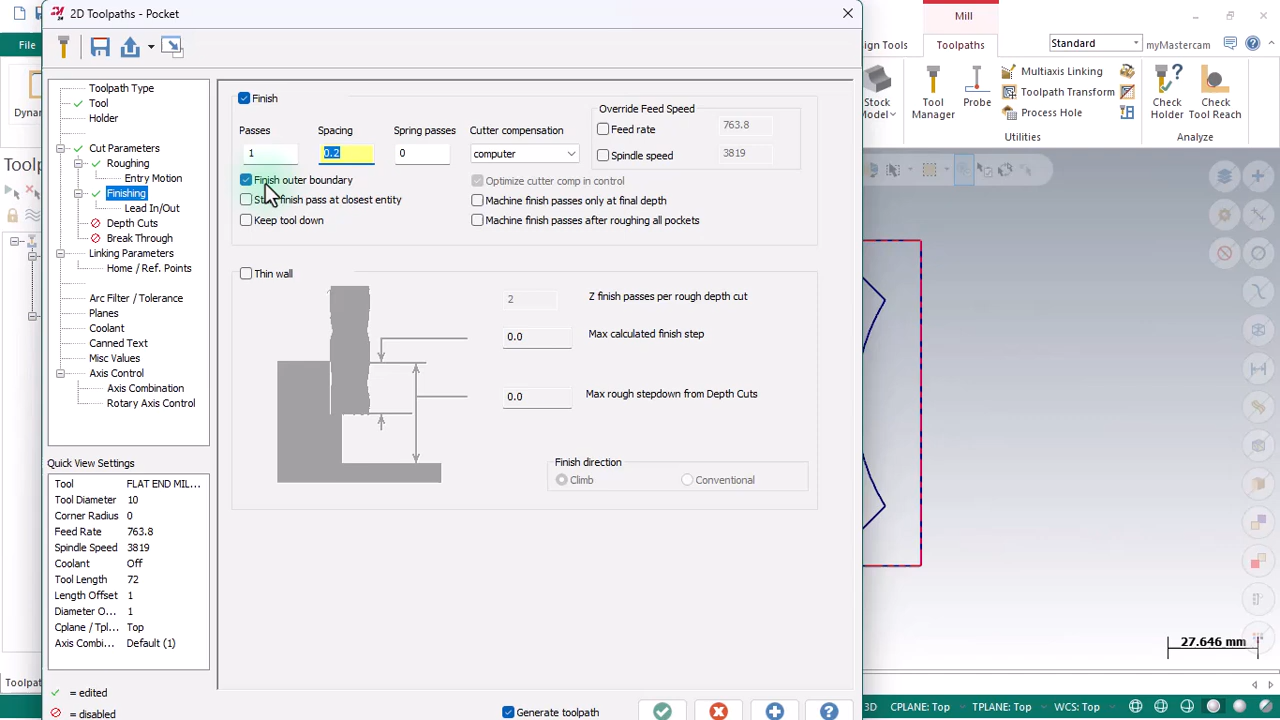 2D Toolpaths - Pocket
File
Mill
Toolpaths
Standard
myMastercam
Dynam
Stock
Model
Tool
Manager
Probe
Multiaxis Linking
Toolpath Transform
Process Hole
Check
Holder
Check
Tool Reach
Utilities
Analyze
Toolpath Type
Tool
Holder
Cut Parameters
Roughing
Entry Motion
Finishing
Lead In/Out
Depth Cuts
Break Through
Linking Parameters
Home / Ref. Points
Arc Filter / Tolerance
Planes
Coolant
Canned Text
Misc Values
Axis Control
Axis Combination
Rotary Axis Control
Quick View Settings
Tool FLAT END MIL...
Tool Diameter 10
Corner Radius 0
Feed Rate 763.8
Spindle Speed 3819
Coolant Off
Tool Length 72
Length Offset 1
Diameter O... 1
Cplane / Tpl... Top
Axis Combi... Default (1)
= edited
= disabled
Finish
Passes
Spacing
Spring passes
Cutter compensation
1
0.2
0
computer
Override Feed Speed
Feed rate 763.8
Spindle speed 3819
Finish outer boundary
finish pass at closest entity
Keep tool down
Optimize cutter comp in control
Machine finish passes only at final depth
Machine finish passes after roughing all pockets
Thin wall
2 Z finish passes per rough depth cut
0.0 Max calculated finish step
0.0 Max rough stepdown from Depth Cuts
Finish direction
Climb
Conventional
Generate toolpath
27.646 mm
3D CPLANE: Top TPLANE: Top WCS: Top